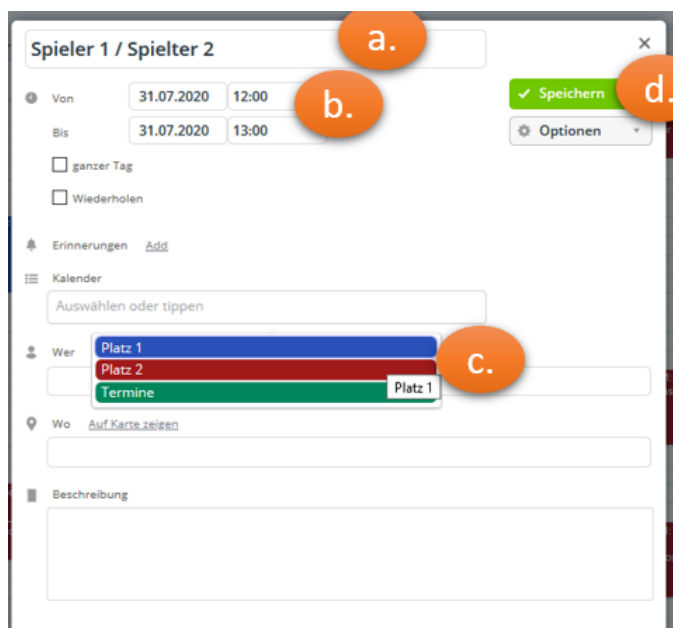 Spieler 1 / Spielter 2
a.
Von 31.07.2020 12:00
b.
Speichern
d.
Bis 31.07.2020 13:00
Optionen
ganzer Tag
Wiederholen
Erinnerungen Add
Kalender
Auswählen oder tippen
Wer
Platz 1
Platz 2
Termine
Platz 1
c.
Wo Auf Karte zeigen
Beschreibung